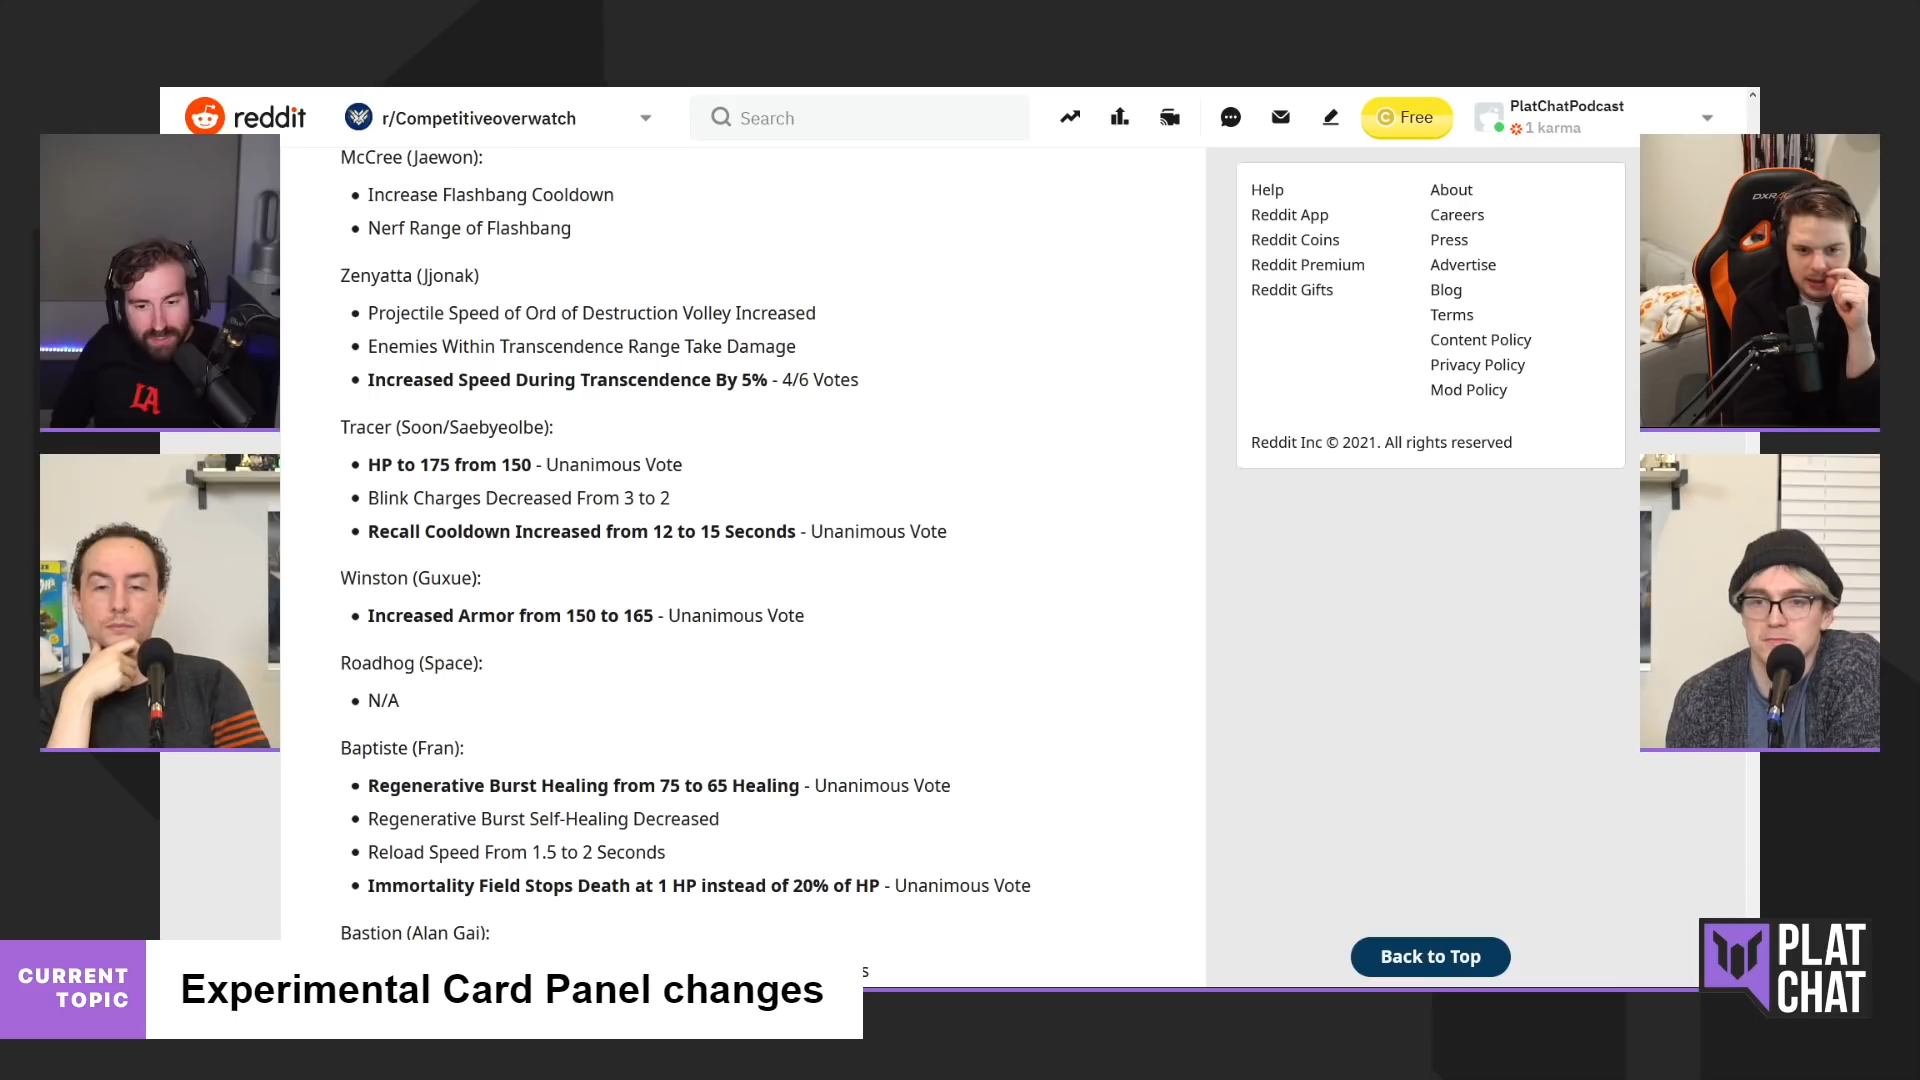 reddit
r/Competitiveoverwatch
Search
Free
PlatChatPodcast
1 karma
McCree (Jaewon):
Increase Flashbang Cooldown
Nerf Range of Flashbang
Zenyatta (Jjonak)
Projectile Speed of Ord of Destruction Volley Increased
Enemies Within Transcendence Range Take Damage
Increased Speed During Transcendence By 5% - 4/6 Votes
Tracer (Soon/Saebyeolbe):
HP to 175 from 150 - Unanimous Vote
Blink Charges Decreased From 3 to 2
Recall Cooldown Increased from 12 to 15 Seconds - Unanimous Vote
Winston (Guxue):
Increased Armor from 150 to 165 - Unanimous Vote
Roadhog (Space):
N/A
Baptiste (Fran):
Regenerative Burst Healing from 75 to 65 Healing - Unanimous Vote
Regenerative Burst Self-Healing Decreased
Reload Speed From 1.5 to 2 Seconds
Immortality Field Stops Death at 1 HP instead of 20% of HP - Unanimous Vote
Bastion (Alan Gai):
s
Help
Reddit App
Reddit Coins
Reddit Premium
Reddit Gifts
About
Careers
Press
Advertise
Blog
Terms
Content Policy
Privacy Policy
Mod Policy
Reddit Inc © 2021. All rights reserved
Back to Top
LA
DXR
CURRENT
TOPIC
Experimental Card Panel changes
PLAT
CHAT